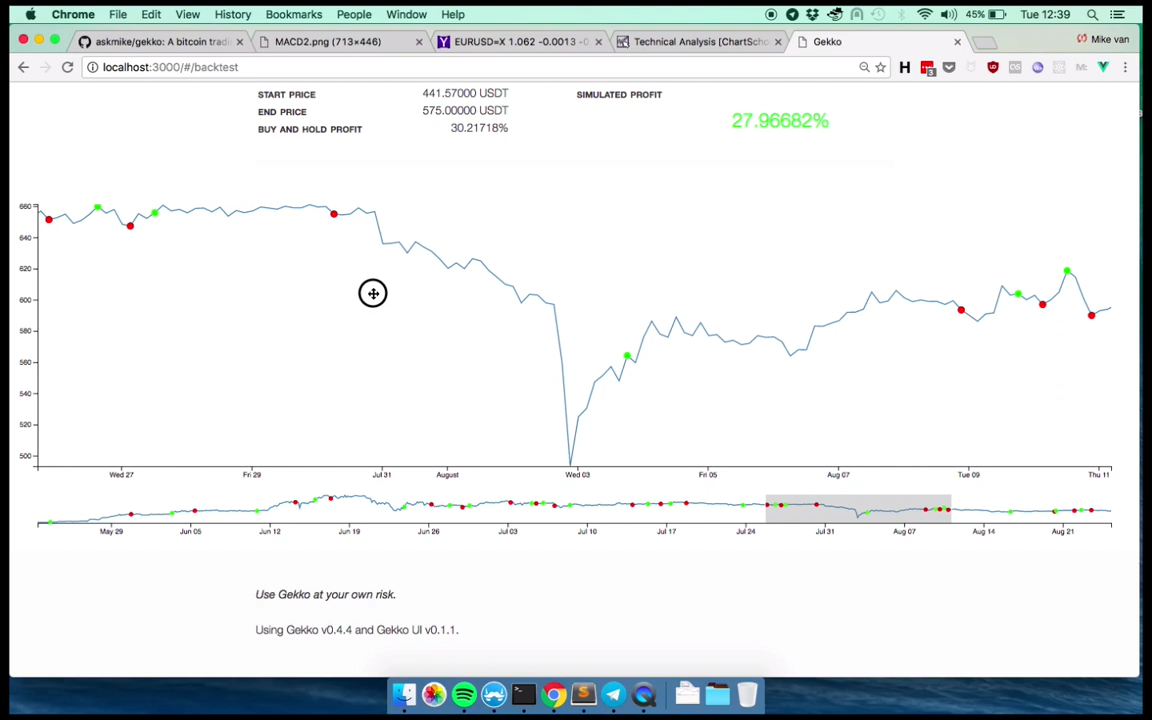 Chrome File Edit View History Bookmarks People Window Help 45% Tue 12:39
askmike/gekko: A bitcoin tradi × MACD2.png (713×446) × EURUSD=X 1.062 -0.0013 -0 × Technical Analysis [ChartScho × Gekko × Mike van
localhost:3000/#/backtest
START PRICE 441.57000 USDT SIMULATED PROFIT
END PRICE 575.00000 USDT 27.96682%
BUY AND HOLD PROFIT 30.21718%
660
640
620
600
580
560
540
520
500
Wed 27 Fri 29 Jul 31 August Wed 03 Fri 05 Aug 07 Tue 09 Thu 11
May 29 Jun 05 Jun 12 Jun 19 Jun 26 Jul 03 Jul 10 Jul 17 Jul 24 Jul 31 Aug 07 Aug 14 Aug 21
Use Gekko at your own risk.
Using Gekko v0.4.4 and Gekko UI v0.1.1.